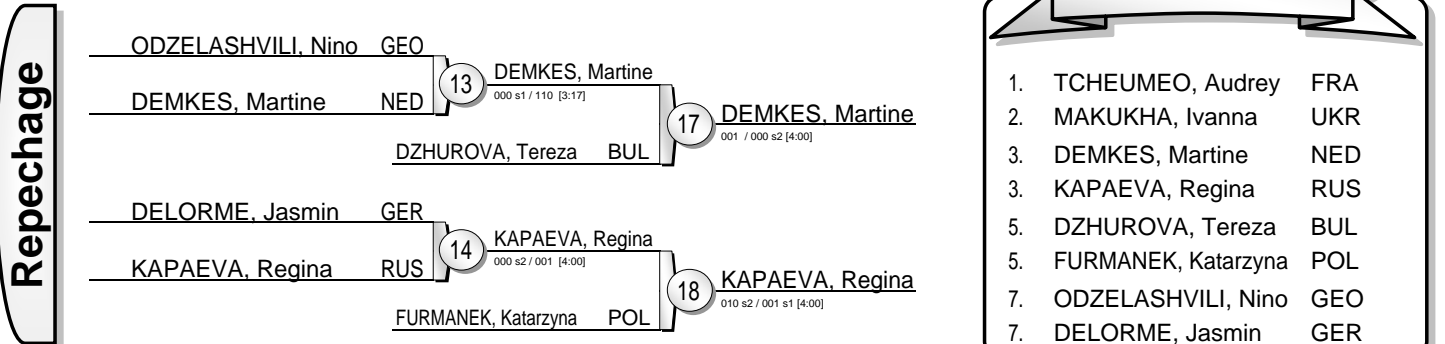 Repechage
ODZELASHVILI, Nino GEO
DEMKES, Martine NED
13
DEMKES, Martine
000 s1 / 110 [3:17]
DZHUROVA, Tereza BUL
17
DEMKES, Martine
001 / 000 s2 [4:00]
DELORME, Jasmin GER
KAPAEVA, Regina RUS
14
KAPAEVA, Regina
000 s2 / 001 [4:00]
FURMANEK, Katarzyna POL
18
KAPAEVA, Regina
010 s2 / 001 s1 [4:00]
1. TCHEUMEO, Audrey FRA
2. MAKUKHA, Ivanna UKR
3. DEMKES, Martine NED
3. KAPAEVA, Regina RUS
5. DZHUROVA, Tereza BUL
5. FURMANEK, Katarzyna POL
7. ODZELASHVILI, Nino GEO
7. DELORME, Jasmin GER